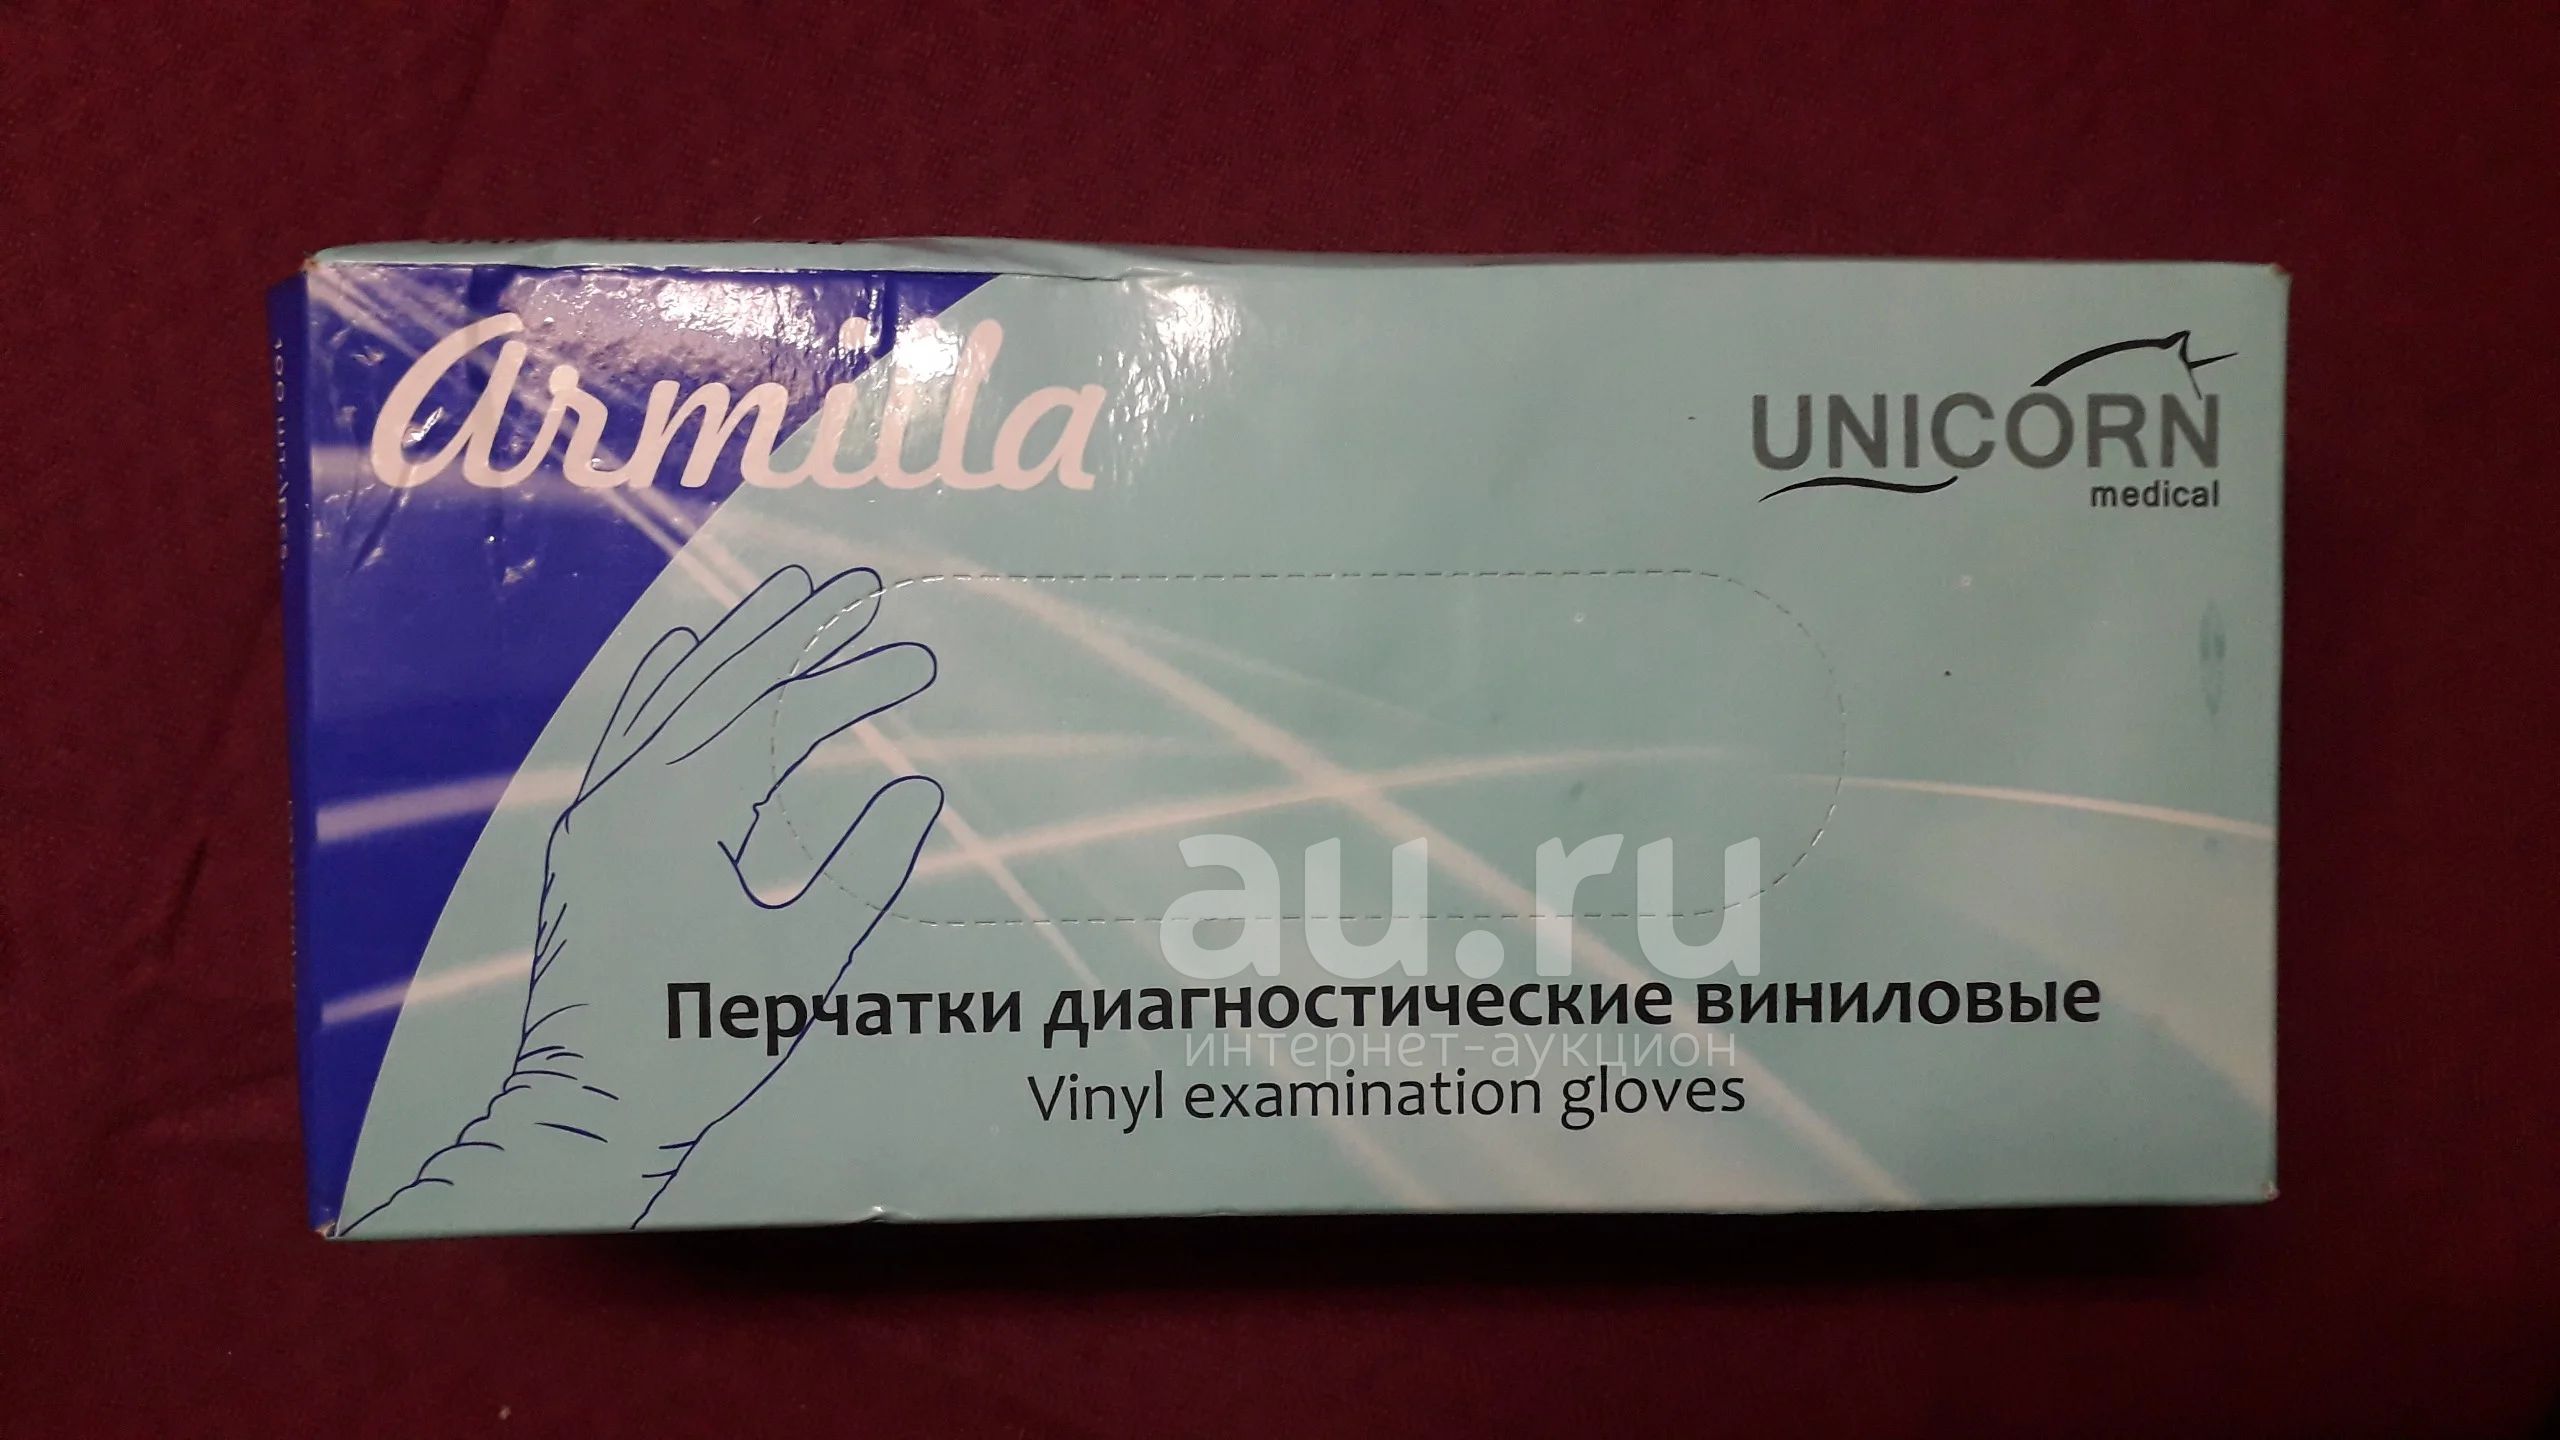 armilla
UNICORN
medical
au.ru
Перчатки диагностические виниловые
интернет-аукцион
Vinyl examination gloves